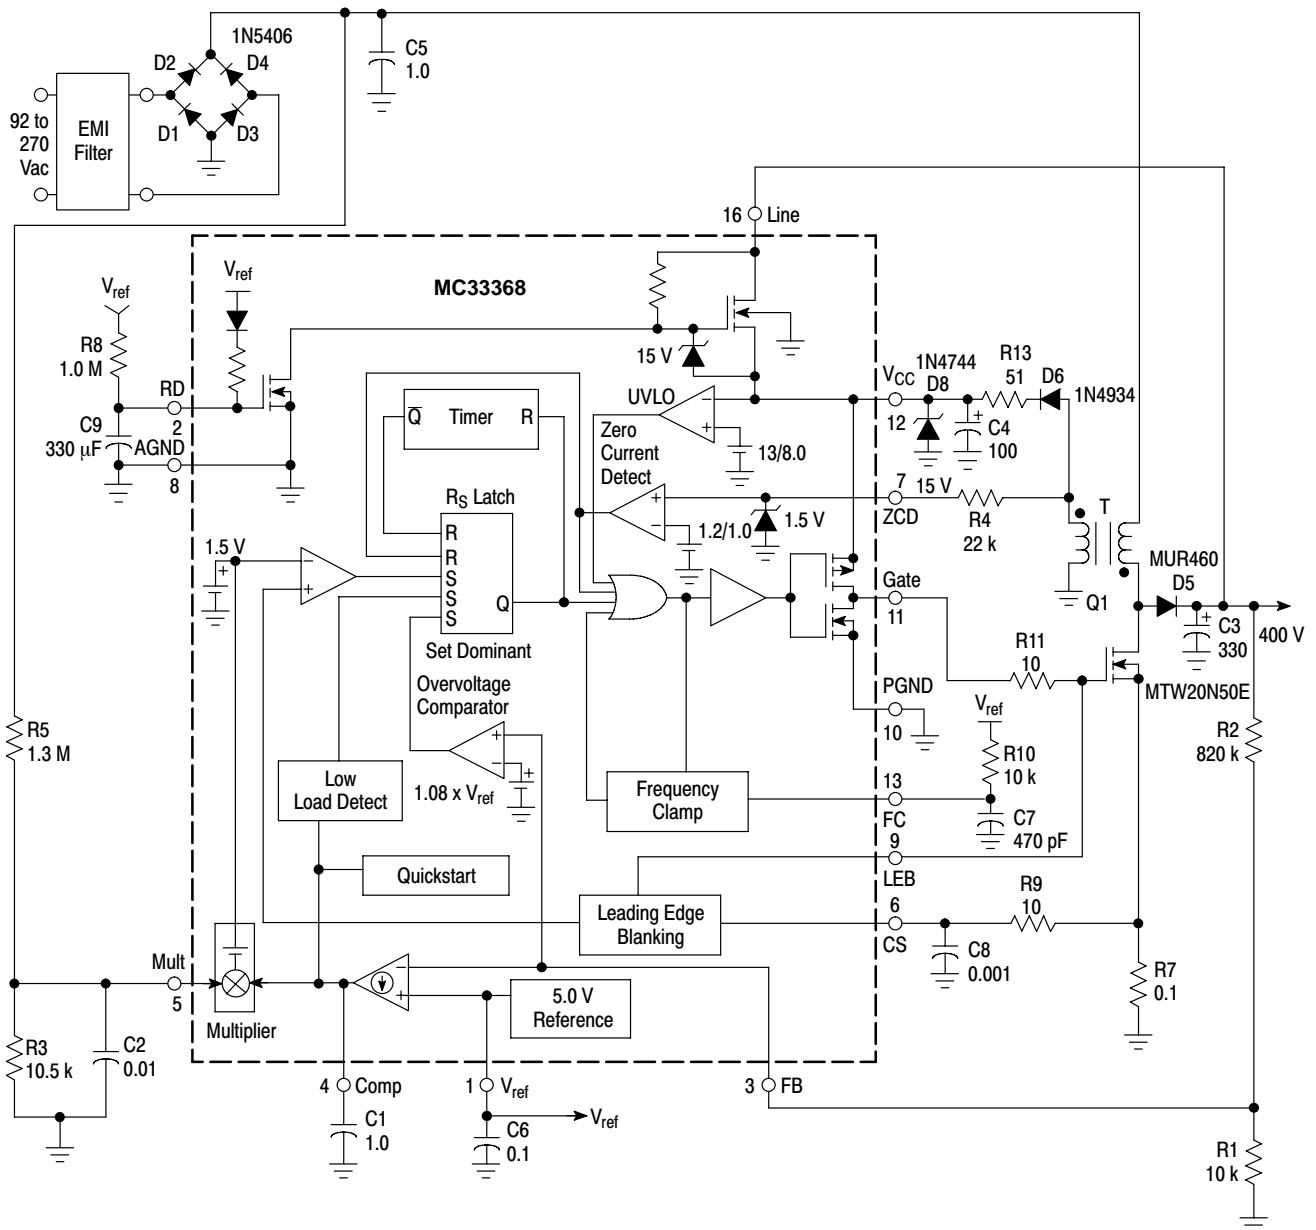 1N5406
D2
D4
D1
D3
C5
1.0
92 to
270
Vac
EMI
Filter
16
Line
MC33368
Vref
Vref
R8
1.0 M
RD
2
C9
330 µF
AGND
8
15 V
UVLO
VCC
12
1N4744
D8
R13
51
D6
1N4934
C4
100
Q
Timer
R
Zero
Current
Detect
13/8.0
7
15 V
ZCD
R4
22 k
T
RS Latch
R
R
S
S
S
Q
Set Dominant
1.2/1.0
1.5 V
1.5 V
MUR460
D5
Gate
11
Q1
C3
330
400 V
R11
10
MTW20N50E
PGND
10
Overvoltage
Comparator
Vref
R10
10 k
R2
820 k
R5
1.3 M
Low
Load Detect
1.08 x Vref
Frequency
Clamp
13
FC
C7
470 pF
9
LEB
Quickstart
Leading Edge
Blanking
6
CS
R9
10
C8
0.001
R7
0.1
Mult
5
Multiplier
5.0 V
Reference
R3
10.5 k
C2
0.01
4
Comp
1
Vref
3
FB
C1
1.0
C6
0.1
Vref
R1
10 k